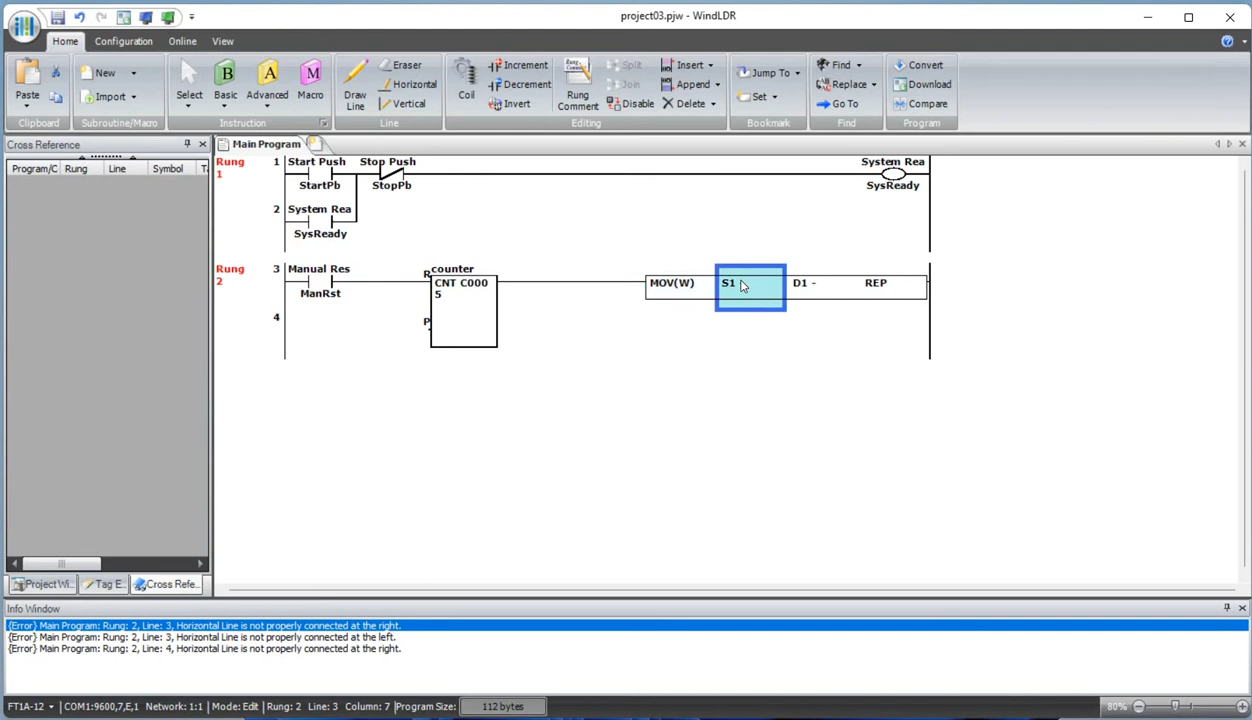 project03.pjw - WindLDR
Home Configuration Online View
Paste
Clipboard
New
Import
Subroutine/Macro
Select
Basic
Advanced
Macro
Instruction
Draw Line
Eraser
Horizontal
Vertical
Line
Coil
Increment
Decrement
Invert
Rung Comment
Split
Join
Disable
Insert
Append
Delete
Editing
Jump To
Set
Bookmark
Find
Replace
Go To
Find
Convert
Download
Compare
Program
Cross Reference
Main Program
Program/C Rung Line Symbol Ta
Rung 1 Start Push Stop Push System Rea
1
StartPb StopPb SysReady
2 System Rea
SysReady
Rung 3 Manual Res R counter
2
CNT C000 MOV(W) S1 D1 - REP
ManRst 5
4 P
Project Wi... Tag E... Cross Refe...
Info Window
{Error} Main Program: Rung: 2, Line: 3, Horizontal Line is not properly connected at the right.
{Error} Main Program: Rung: 2, Line: 3, Horizontal Line is not properly connected at the left.
{Error} Main Program: Rung: 2, Line: 4, Horizontal Line is not properly connected at the right.
FT1A-12 COM1:9600,7,E,1 Network: 1:1 Mode: Edit Rung: 2 Line: 3 Column: 7 Program Size: 112 bytes 80%